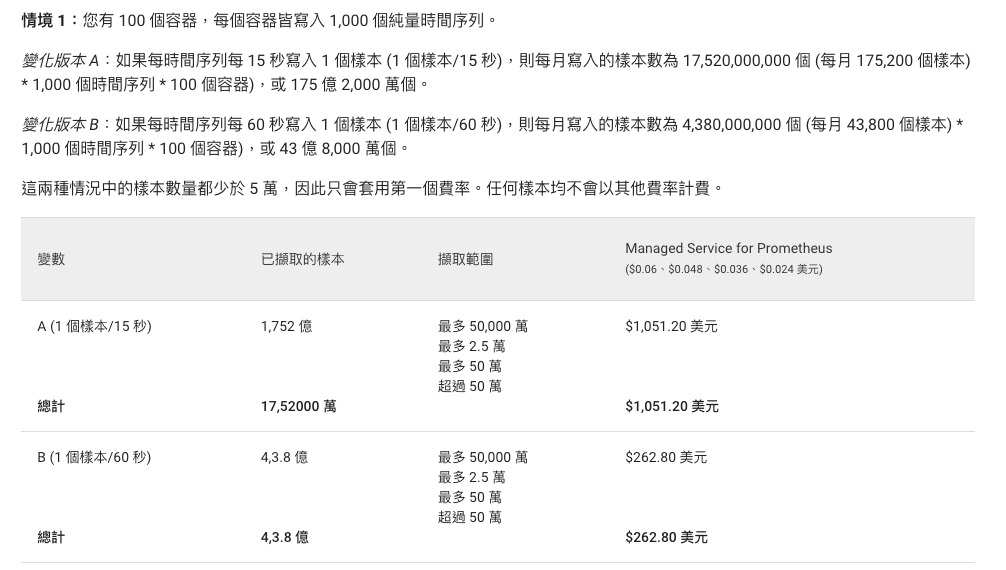 情境 1：您有 100 個容器，每個容器皆寫入 1,000 個純量時間序列。
變化版本 A：如果每時間序列每 15 秒寫入 1 個樣本 (1 個樣本/15 秒)，則每月寫入的樣本數為 17,520,000,000 個 (每月 175,200 個樣本)
* 1,000 個時間序列 * 100 個容器)，或 175 億 2,000 萬個。
變化版本 B：如果每時間序列每 60 秒寫入 1 個樣本 (1 個樣本/60 秒)，則每月寫入的樣本數為 4,380,000,000 個 (每月 43,800 個樣本) *
1,000 個時間序列 * 100 個容器)，或 43 億 8,000 萬個。
這兩種情況中的樣本數量都少於 5 萬，因此只會套用第一個費率。任何樣本均不會以其他費率計費。
變數 已擷取的樣本 擷取範圍 Managed Service for Prometheus
($0.06、$0.048、$0.036、$0.024 美元)
A (1 個樣本/15 秒) 1,752 億 最多 50,000 萬 $1,051.20 美元
最多 2.5 萬
最多 50 萬
超過 50 萬
總計 17,52000 萬 $1,051.20 美元
B (1 個樣本/60 秒) 4,3.8 億 最多 50,000 萬 $262.80 美元
最多 2.5 萬
最多 50 萬
超過 50 萬
總計 4,3.8 億 $262.80 美元